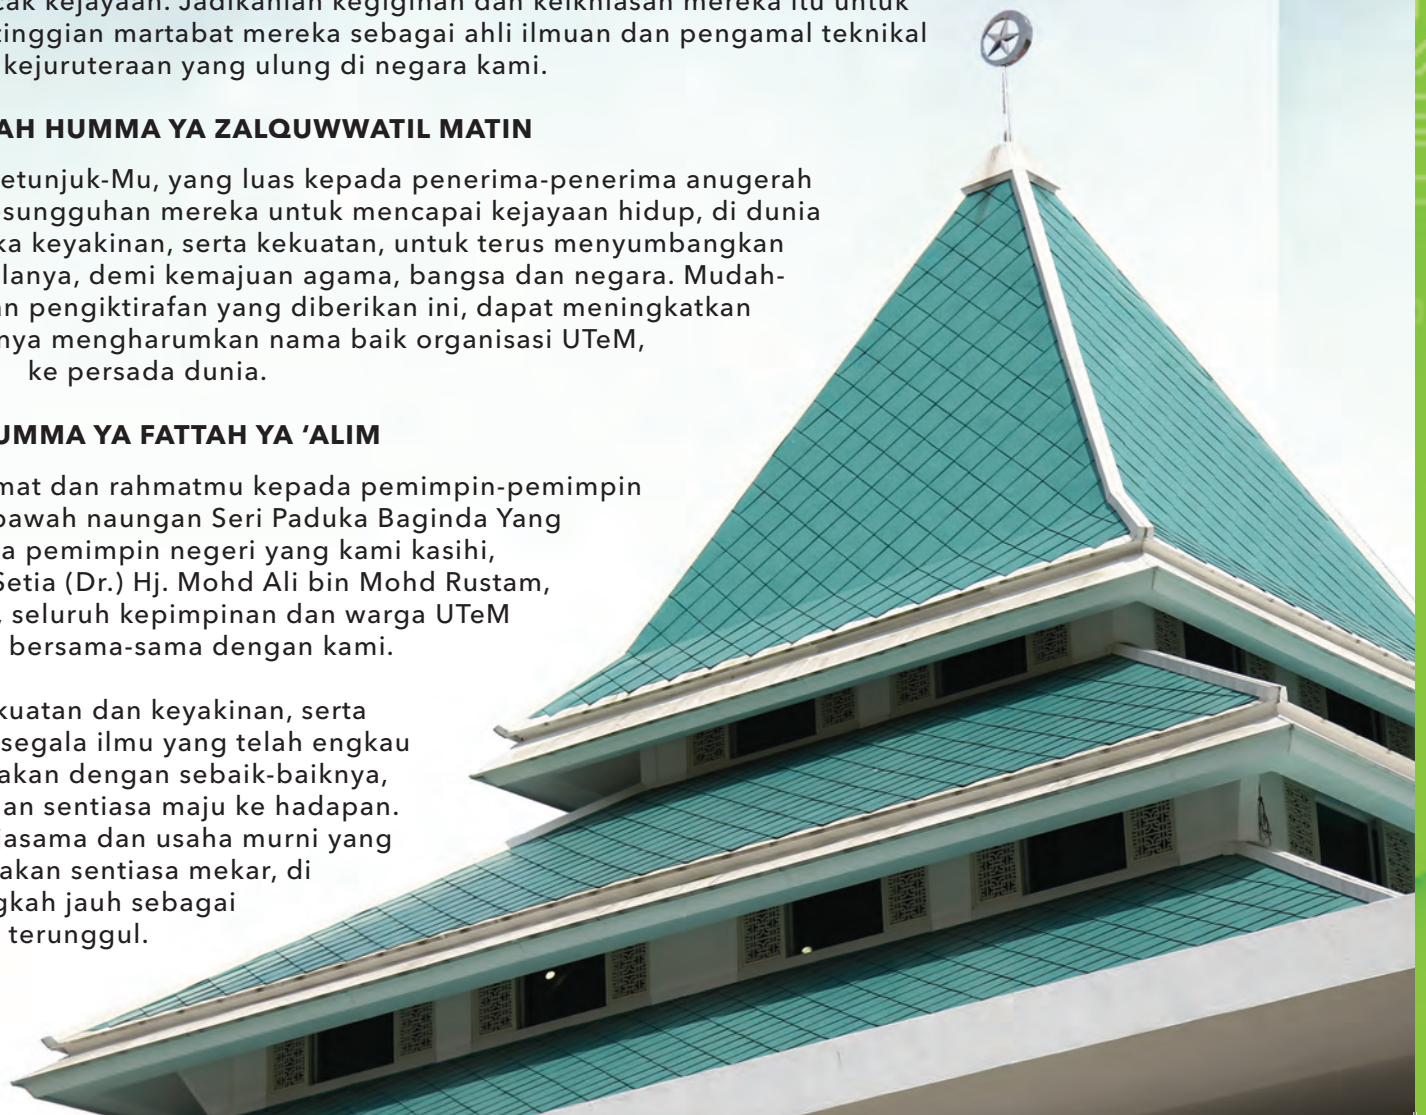 kejayaan. Jadikanlah kegigihan dan keikhlasan mereka itu untuk
tinggian martabat mereka sebagai ahli ilmuan dan pengamal teknikal
kejuruteraan yang ulung di negara kami.
AH HUMMA YA ZALQUWWATIL MATIN
etunjuk-Mu, yang luas kepada penerima-penerima anugerah
sungguhan mereka untuk mencapai kejayaan hidup, di dunia
ka keyakinan, serta kekuatan, untuk terus menyumbangkan
lanya, demi kemajuan agama, bangsa dan negara. Mudah-
n pengiktirafan yang diberikan ini, dapat meningkatkan
nya mengharumkan nama baik organisasi UTeM,
ke persada dunia.
UMMA YA FATTAH YA ‘ALIM
mat dan rahmatmu kepada pemimpin-pemimpin
bawah naungan Seri Paduka Baginda Yang
a pemimpin negeri yang kami kasihi,
Setia (Dr.) Hj. Mohd Ali bin Mohd Rustam,
, seluruh kepimpinan dan warga UTeM
bersama-sama dengan kami.
kuatan dan keyakinan, serta
segala ilmu yang telah engkau
akan dengan sebaik-baiknya,
an sentiasa maju ke hadapan.
jasama dan usaha murni yang
akan sentiasa mekar, di
gkah jauh sebagai
terunggul.